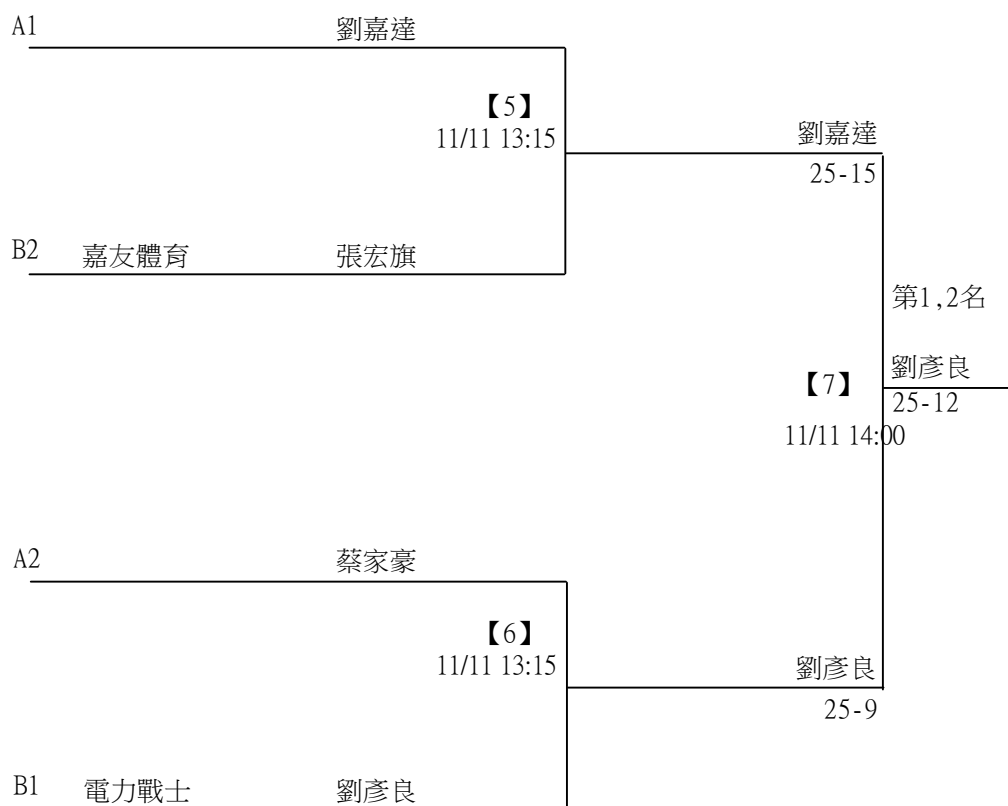 A1 劉嘉達
【5】
11/11 13:15
劉嘉達
25-15
B2 嘉友體育 張宏旗
第1,2名
劉彥良
【7】
25-12
11/11 14:00
A2 蔡家豪
【6】
11/11 13:15
劉彥良
25-9
B1 電力戰士 劉彥良